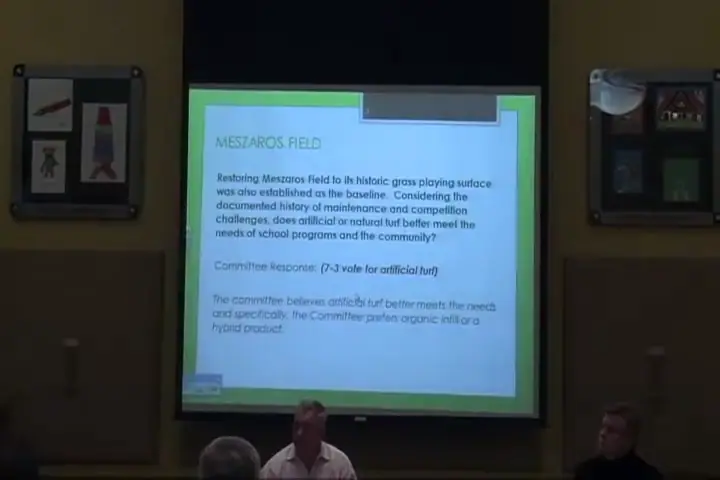 MESZAROS FIELD
Restoring Meszaros Field to its historic grass playing surface
was also established as the baseline. Considering the
documented history of maintenance and competition
challenges, does artificial or natural turf better meet the
needs of school programs and the community?
Committee Response: (7-3 vote for artificial turf)
The committee believes artificial turf better meets the needs
and specifically, the Committee prefers organic infill or a
hybrid product.